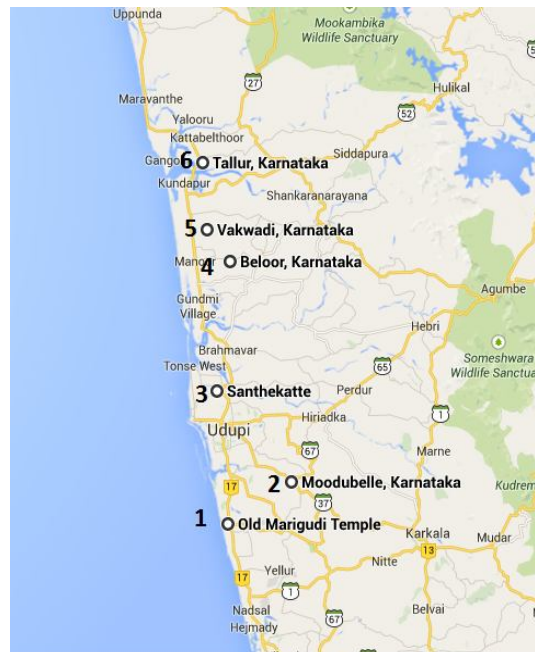 Uppunda
Mookambika
Wildlife Sanctuary
27
Hulikal
Maravanthe
52
Yalooru
Kattabelthoor
Siddapura
6 Tallur, Karnataka
Kundapur
Shankaranarayana
5 Vakwadi, Karnataka
4 Beloor, Karnataka
Agumbe
Gundmi
Village
Hebri
Brahmavar
Someshwara
Tonse West
65
3 Santhekatte
Perdur
1
Hiriadka
Udupi
67
Marne
17
2 Moodubelle, Karnataka
37
1 Old Marigudi Temple
Karkala
Mudar
13
Nitte
Yellur
17
1
Nadsal
Belvai
67
Hejmady